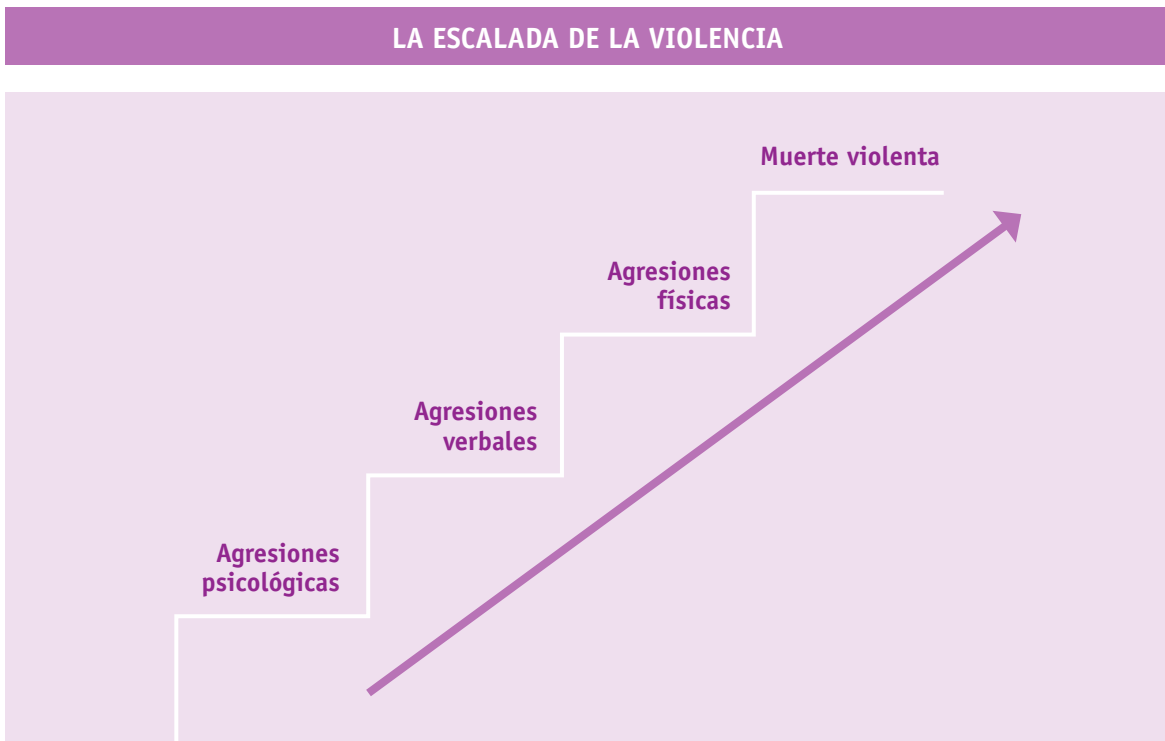 LA ESCALADA DE LA VIOLENCIA
Muerte violenta
Agresiones
físicas
Agresiones
verbales
Agresiones
psicológicas